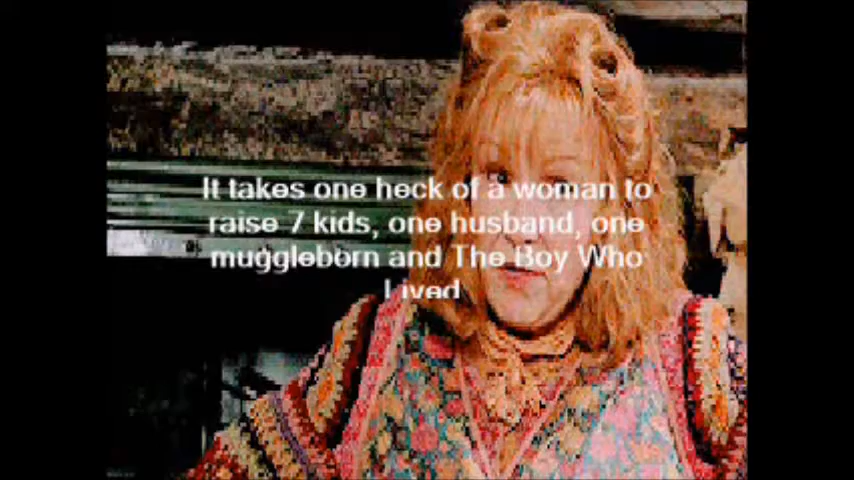 It takes one heck of a woman to
raise 7 kids, one husband, one
muggleborn and The Boy Who
Lived